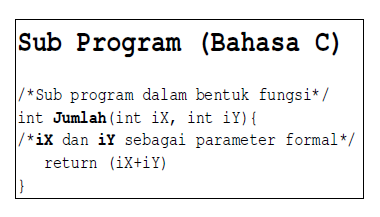 Sub Program (Bahasa C)
/*Sub program dalam bentuk fungsi*/
int Jumlah(int iX, int iY){
/*iX dan iY sebagai parameter formal*/
return (iX+iY)
}